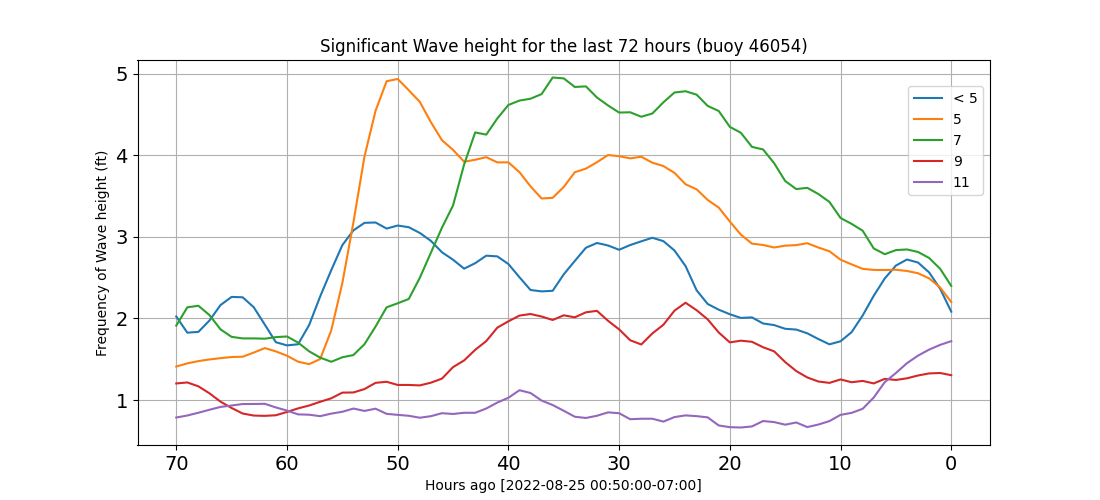 Significant Wave height for the last 72 hours (buoy 46054)
Frequency of Wave height (ft)
5
4
3
2
1
< 5
5
7
9
11
70 60 50 40 30 20 10 0
Hours ago [2022-08-25 00:50:00-07:00]